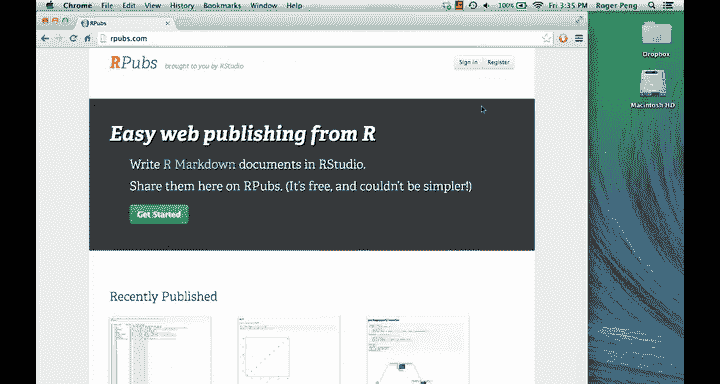 Chrome File Edit View History Bookmarks Window Help
100% Fri 3:35 PM Roger Peng
RPubs
rpubs.com
RPubs brought to you by RStudio
Sign in Register
Easy web publishing from R
Write R Markdown documents in RStudio.
Share them here on RPubs. (It's free, and couldn't be simpler!)
Get Started
Recently Published
Dropbox
Macintosh HD